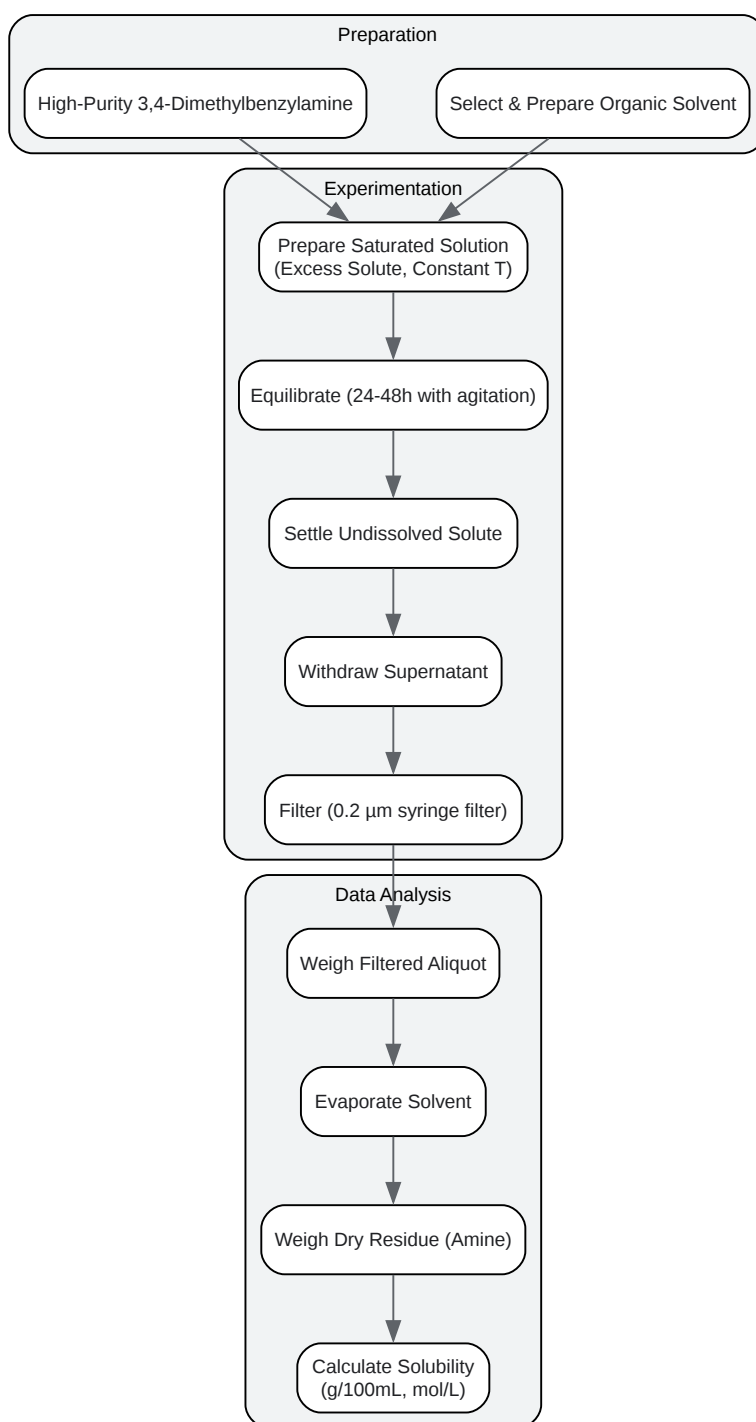 Preparation
High-Purity 3,4-Dimethylbenzylamine
Select & Prepare Organic Solvent
Experimentation
Prepare Saturated Solution
(Excess Solute, Constant T)
Equilibrate (24-48h with agitation)
Settle Undissolved Solute
Withdraw Supernatant
Filter (0.2 µm syringe filter)
Data Analysis
Weigh Filtered Aliquot
Evaporate Solvent
Weigh Dry Residue (Amine)
Calculate Solubility
(g/100mL, mol/L)